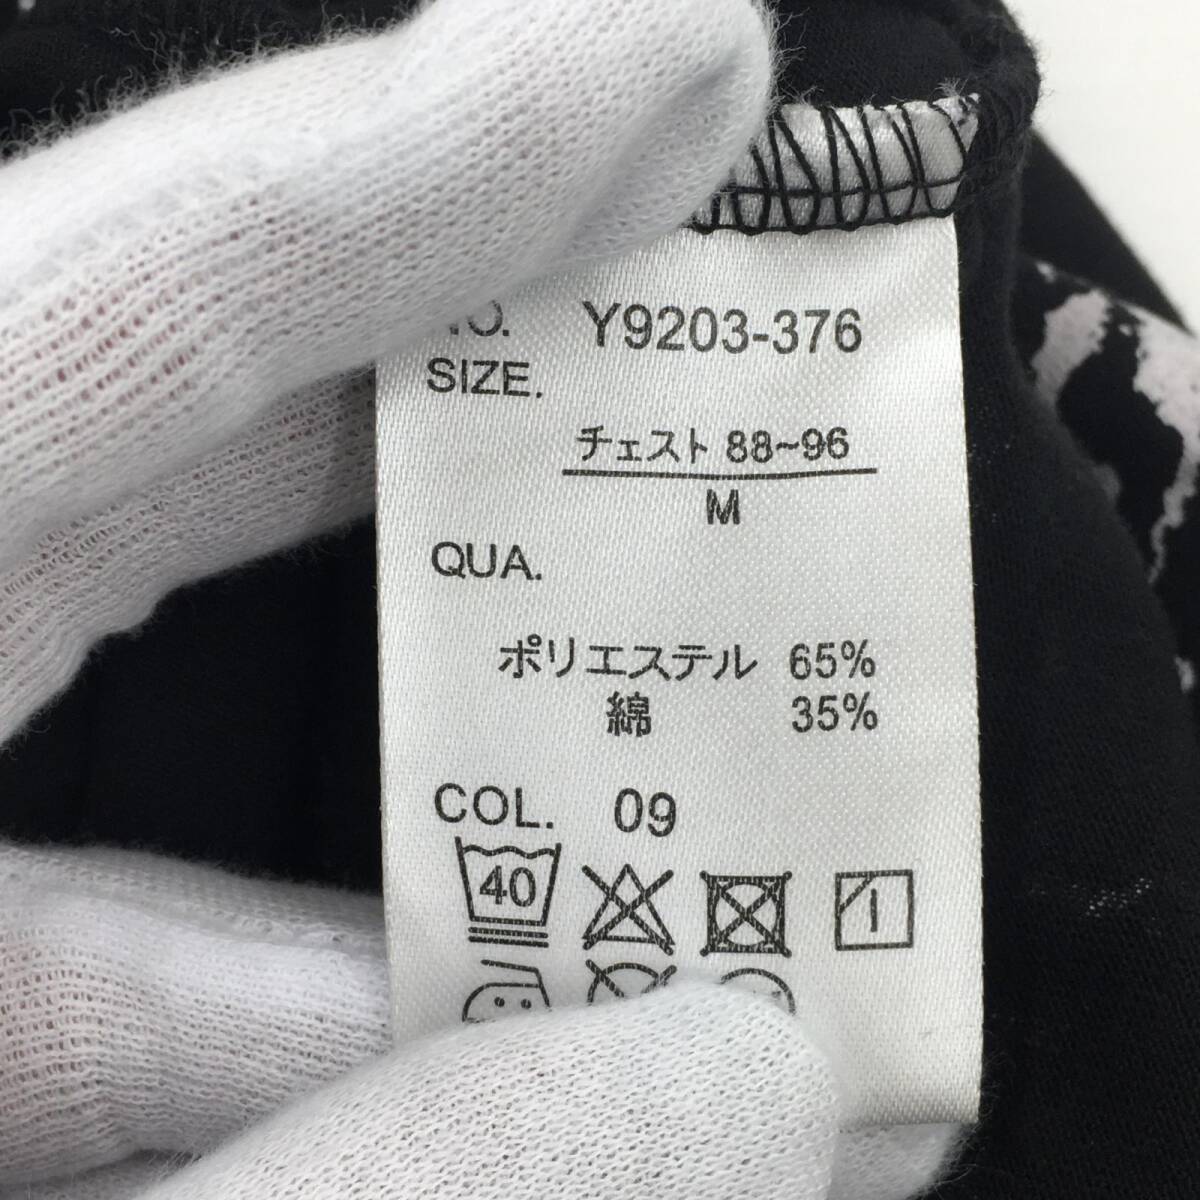 NO. Y9203-376
SIZE.
チェスト 88~96
M
QUA.
ポリエステル 65%
綿 35%
COL. 09
40